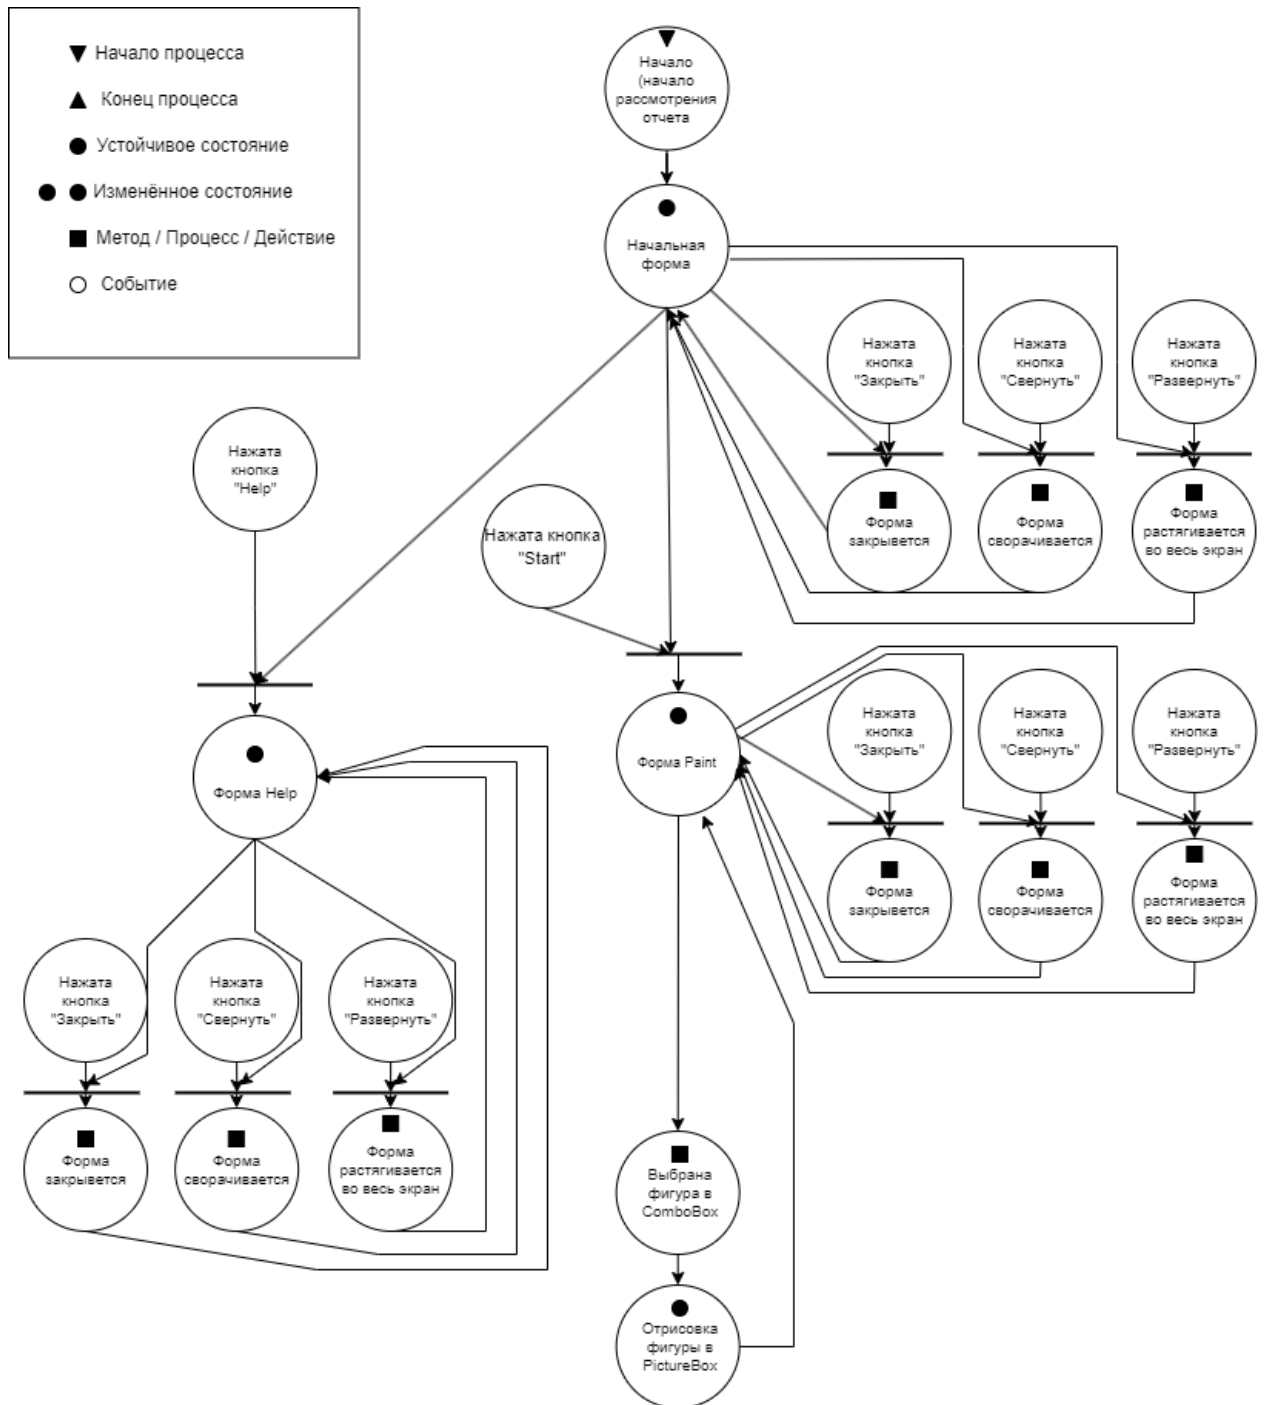 Начало процесса
Конец процесса
Устойчивое состояние
Изменённое состояние
Метод / Процесс / Действие
Событие
Начало
(начало
рассмотрения
отчета
Начальная
форма
Нажата
кнопка
"Закрыть"
Нажата
кнопка
"Свернуть"
Нажата
кнопка
"Развернуть"
Форма
закрывется
Форма
сворачивается
Форма
растягивается
во весь экран
Нажата
кнопка
"Help"
Нажата кнопка
"Start"
Форма Paint
Нажата
кнопка
"Закрыть"
Нажата
кнопка
"Свернуть"
Нажата
кнопка
"Развернуть"
Форма
закрывется
Форма
сворачивается
Форма
растягивается
во весь экран
Форма Help
Нажата
кнопка
"Закрыть"
Нажата
кнопка
"Свернуть"
Нажата
кнопка
"Развернуть"
Форма
закрывется
Форма
сворачивается
Форма
растягивается
во весь экран
Выбрана
фигура в
ComboBox
Отрисовка
фигуры в
PictureBox